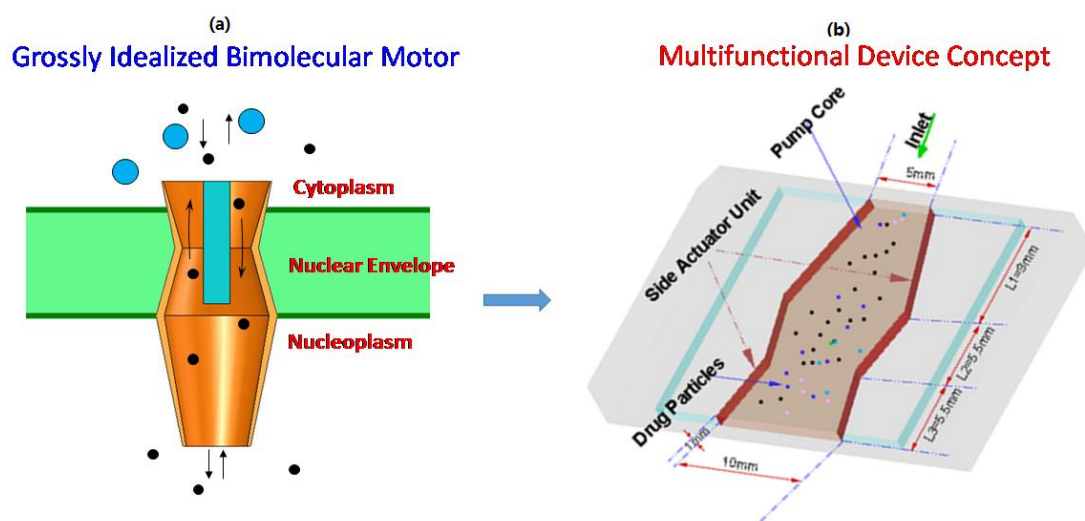 (a)
Grossly Idealized Bimolecular Motor
Cytoplasm
Nuclear Envelope
Nucleoplasm
(b)
Multifunctional Device Concept
Pump Core
Inlet
5mm
Side Actuator Unit
L1=9mm
L2=5.5mm
L3=5.5mm
Drug Particles
10mm